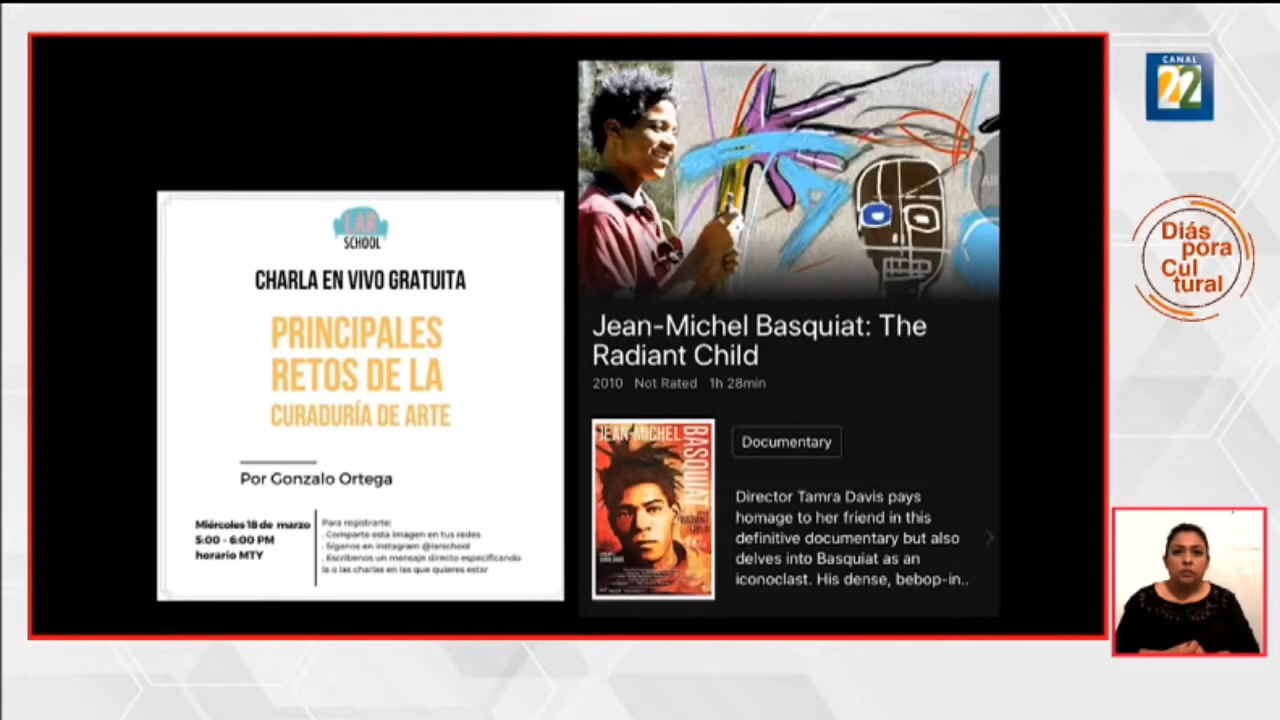 LAR
SCHOOL
CHARLA EN VIVO GRATUITA
PRINCIPALES
RETOS DE LA
CURADURÍA DE ARTE
Por Gonzalo Ortega
Miércoles 18 de marzo
5:00 - 6:00 PM
horario MTY
Para registrarte:
. Comparte esta imagen en tus redes
. Síguenos en instagram @larschool
. Escríbenos un mensaje directo especificando
la o las charlas en las que quieres estar
Jean-Michel Basquiat: The
Radiant Child
2010 Not Rated 1h 28min
JEAN-MICHEL
BASQUIAT
Documentary
Director Tamra Davis pays
homage to her friend in this
definitive documentary but also
delves into Basquiat as an
iconoclast. His dense, bebop-in..
CANAL
22
Diás
pora
Cul
tural